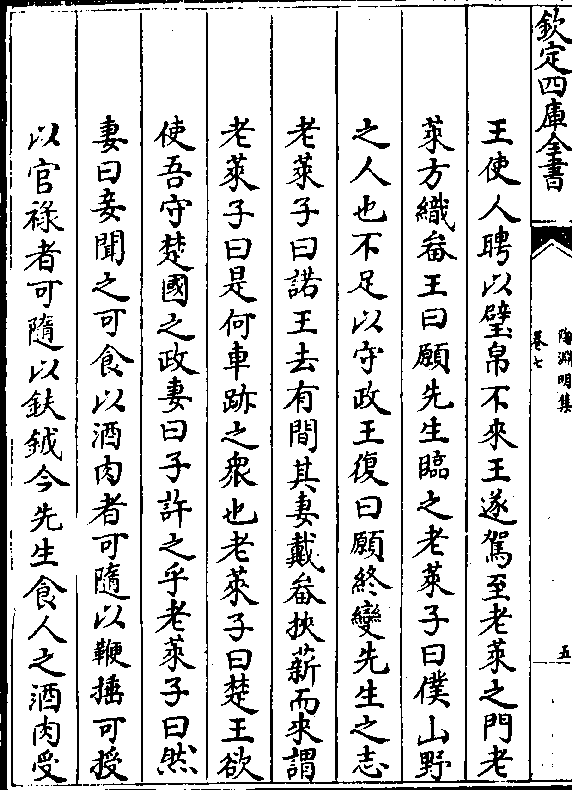 欽定四庫全書
陶淵明集
卷七
五
王使人聘以璧帛不來王遂駕至老萊之門老
萊方織畚王曰願先生臨之老萊子曰僕山野
之人也不足以守政王復曰願終變先生之志
老萊子曰諾王去有間其妻戴畚挾薪而來謂
老萊子曰是何車跡之衆也老萊子曰楚王欲
使吾守楚國之政妻曰子許之乎老萊子曰然
妻曰妾聞之可食以酒肉者可隨以鞭捶可授
以官祿者可隨以鈇鉞今先生食人之酒肉受